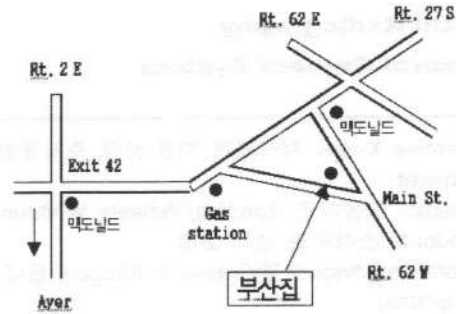 Rt. 62 E
Rt. 27 S
Rt. 2 E
맥도날드
Exit 42
맥도날드
Gas
station
Main St.
부산집
Rt. 62 W
Ayer